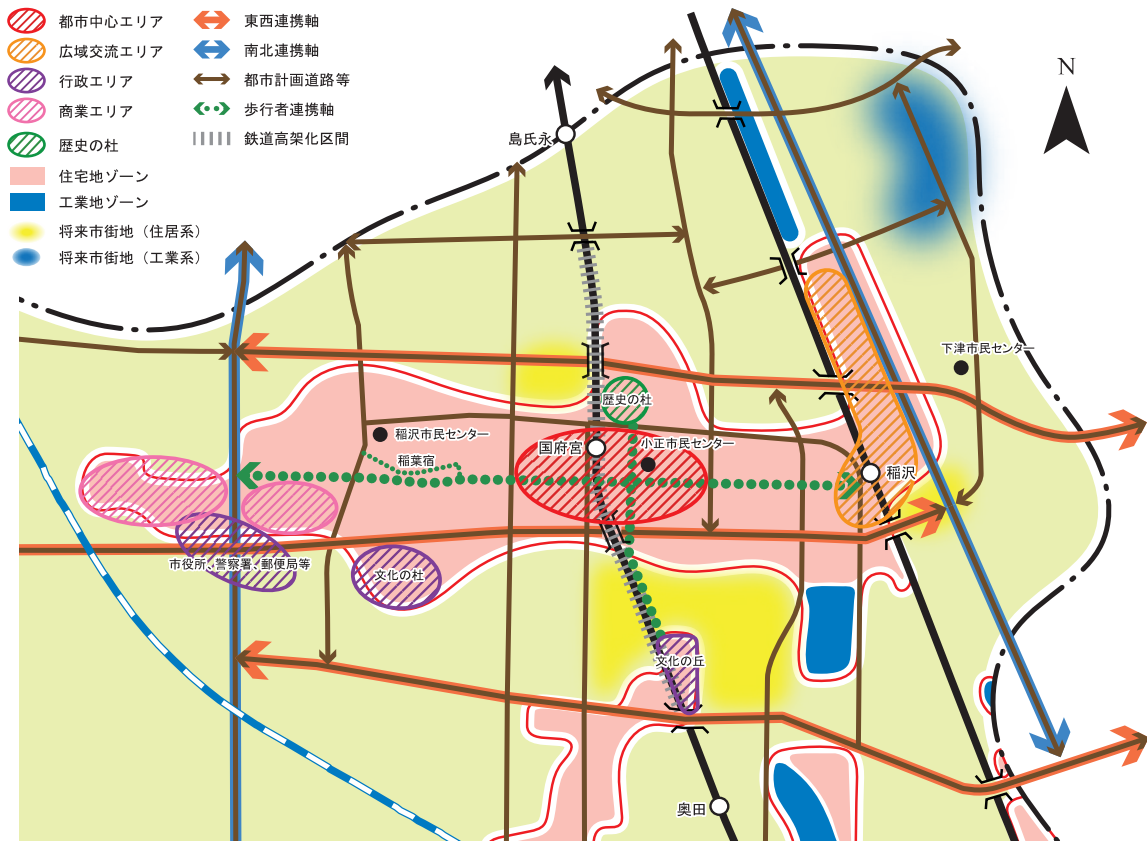 都市中心エリア
広域交流エリア
行政エリア
商業エリア
歴史の杜
住宅地ゾーン
工業地ゾーン
将来市街地（住居系）
将来市街地（工業系）
東西連携軸
南北連携軸
都市計画道路等
歩行者連携軸
鉄道高架化区間
N
島氏永
下津市民センター
歴史の杜
稲沢市民センター
国府宮
小正市民センター
稲葉宿
稲沢
市役所、警察署、郵便局等
文化の杜
文化の丘
奥田